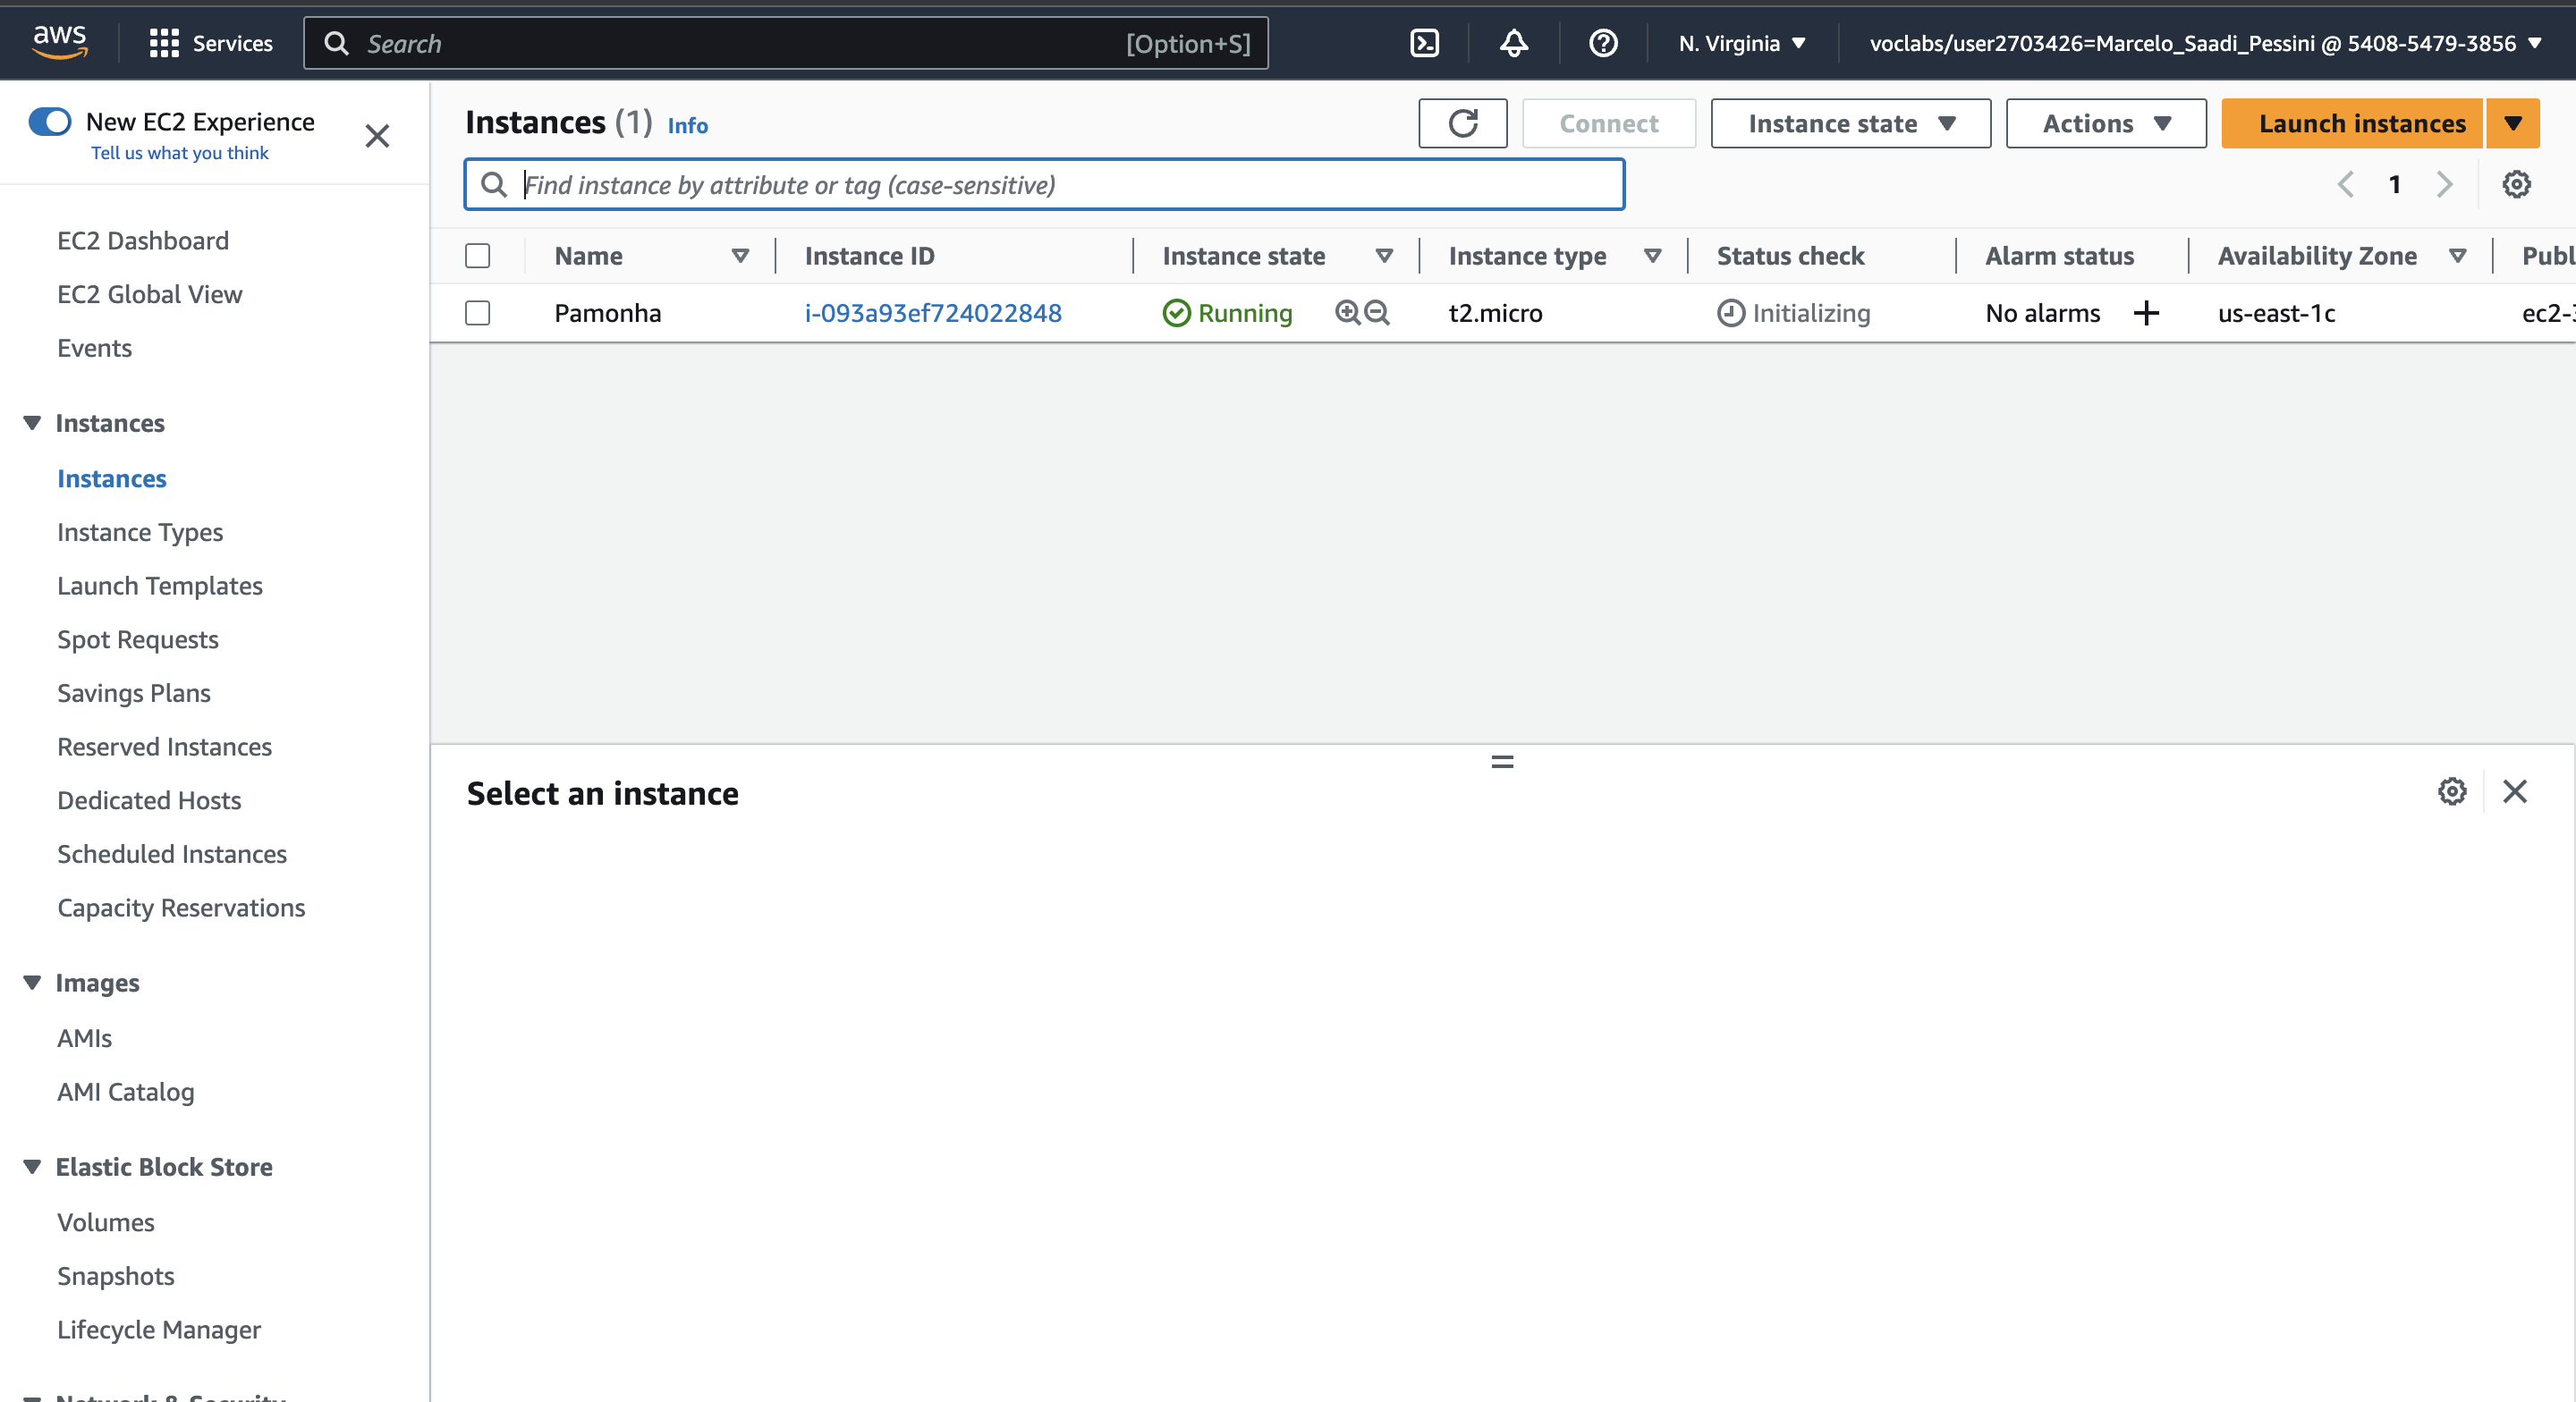 aws Services Search [Option+S] N. Virginia voclabs/user2703426=Marcelo_Saadi_Pessini @ 5408-5479-3856
New EC2 Experience
Tell us what you think
EC2 Dashboard
EC2 Global View
Events
Instances
Instances
Instance Types
Launch Templates
Spot Requests
Savings Plans
Reserved Instances
Dedicated Hosts
Scheduled Instances
Capacity Reservations
Images
AMIs
AMI Catalog
Elastic Block Store
Volumes
Snapshots
Lifecycle Manager
Network & Security
Instances (1) Info Connect Instance state Actions Launch instances
Find instance by attribute or tag (case-sensitive) 1
Name Instance ID Instance state Instance type Status check Alarm status Availability Zone Publ
Pamonha i-093a93ef724022848 Running t2.micro Initializing No alarms + us-east-1c ec2-
Select an instance